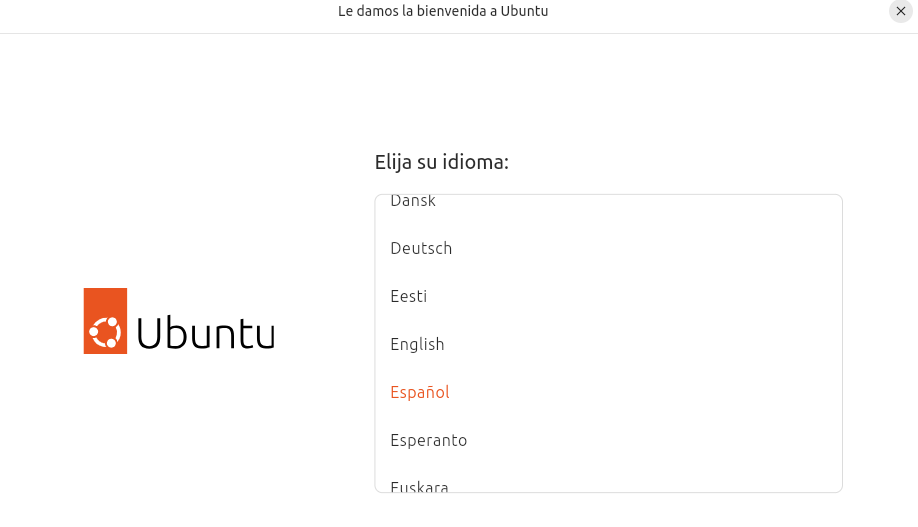 Le damos la bienvenida a Ubuntu
Elija su idioma:
Dansk
Deutsch
Eesti
English
Español
Esperanto
Euskara
Ubuntu